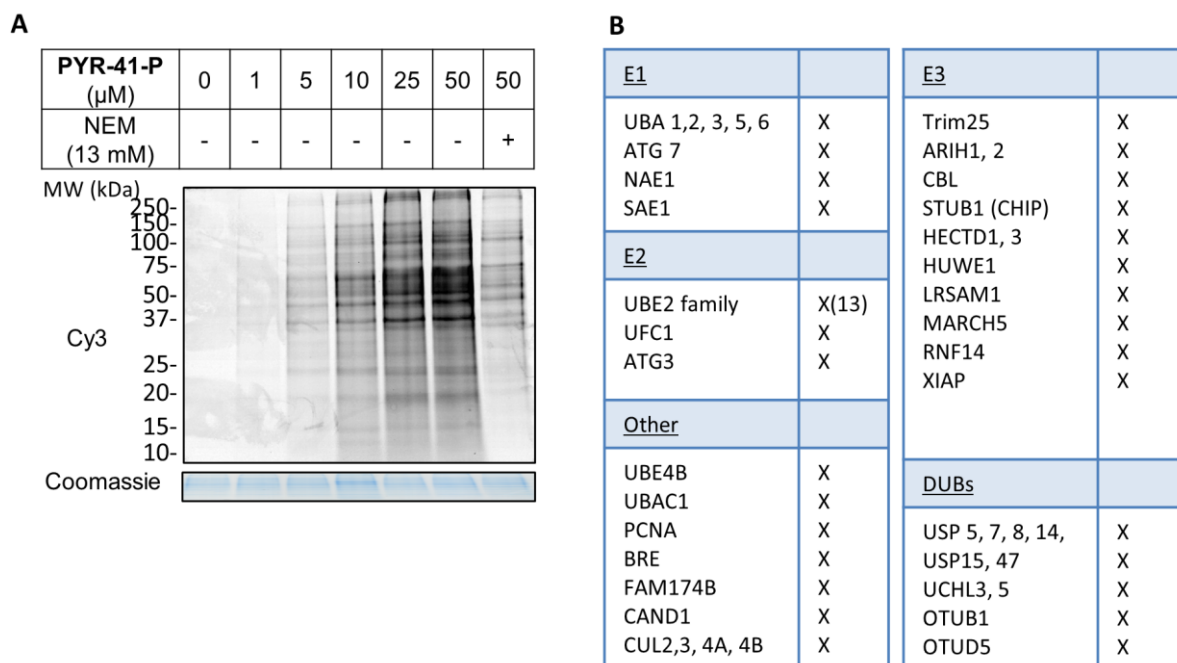 A
PYR-41-P (µM) 0 1 5 10 25 50 50
NEM (13 mM) - - - - - - +
MW (kDa)
250-
150-
100-
75-
50-
37-
25-
20-
15-
10-
Cy3
Coomassie
B
E1
UBA 1,2, 3, 5, 6 X
ATG 7 X
NAE1 X
SAE1 X
E2
UBE2 family X(13)
UFC1 X
ATG3 X
Other
UBE4B X
UBAC1 X
PCNA X
BRE X
FAM174B X
CAND1 X
CUL2,3, 4A, 4B X
E3
Trim25 X
ARIH1, 2 X
CBL X
STUB1 (CHIP) X
HECTD1, 3 X
HUWE1 X
LRSAM1 X
MARCH5 X
RNF14 X
XIAP X
DUBs
USP 5, 7, 8, 14, X
USP15, 47 X
UCHL3, 5 X
OTUB1 X
OTUD5 X